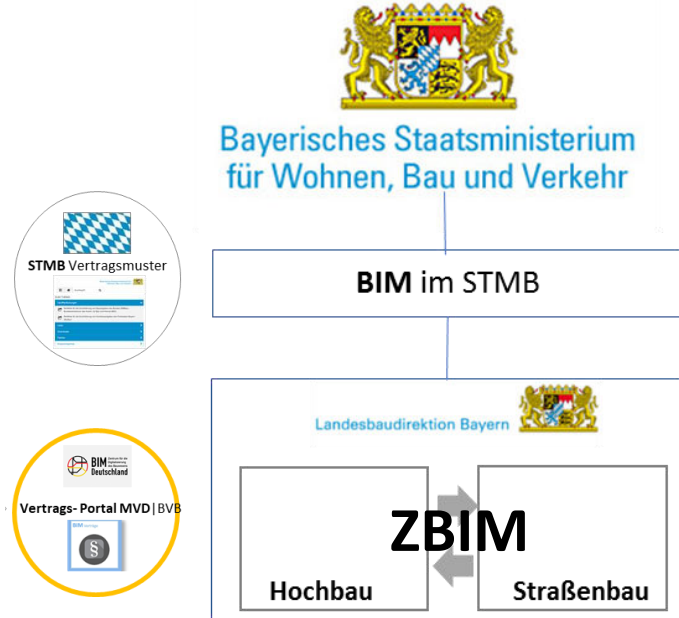 Bayerisches Staatsministerium
für Wohnen, Bau und Verkehr
STMB Vertragsmuster
BIM im STMB
Landesbaudirektion Bayern
BIM
Deutschland
Vertrags- Portal MVD|BVB
BIM
§
ZBIM
Hochbau
Straßenbau